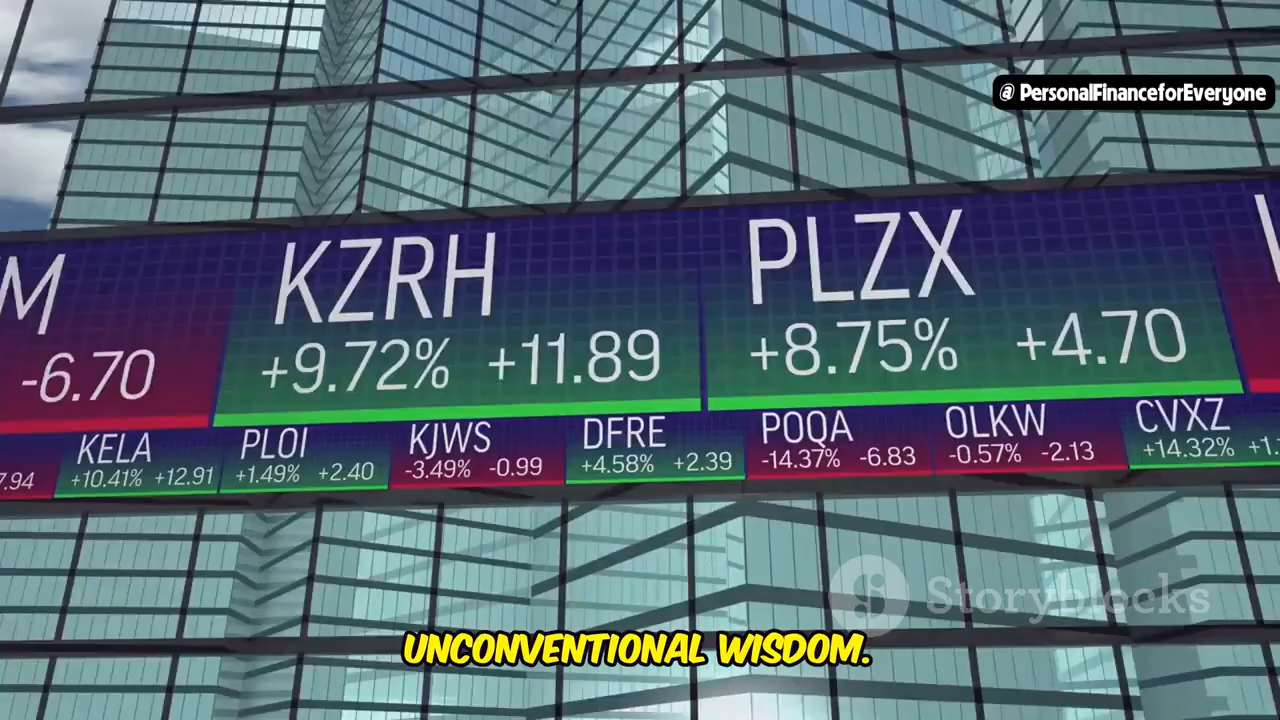 @ PersonalFinanceforEveryone
M KZRH PLZX
-6.70 +9.72% +11.89 +8.75% +4.70
KELA PLOI KJWS DFRE POQA OLKW CVXZ
7.94 +10.41% +12.91 +1.49% +2.40 -3.49% -0.99 +4.58% +2.39 -14.37% -6.83 -0.57% -2.13 +14.32% +1.
Storyblocks
UNCONVENTIONAL WISDOM.